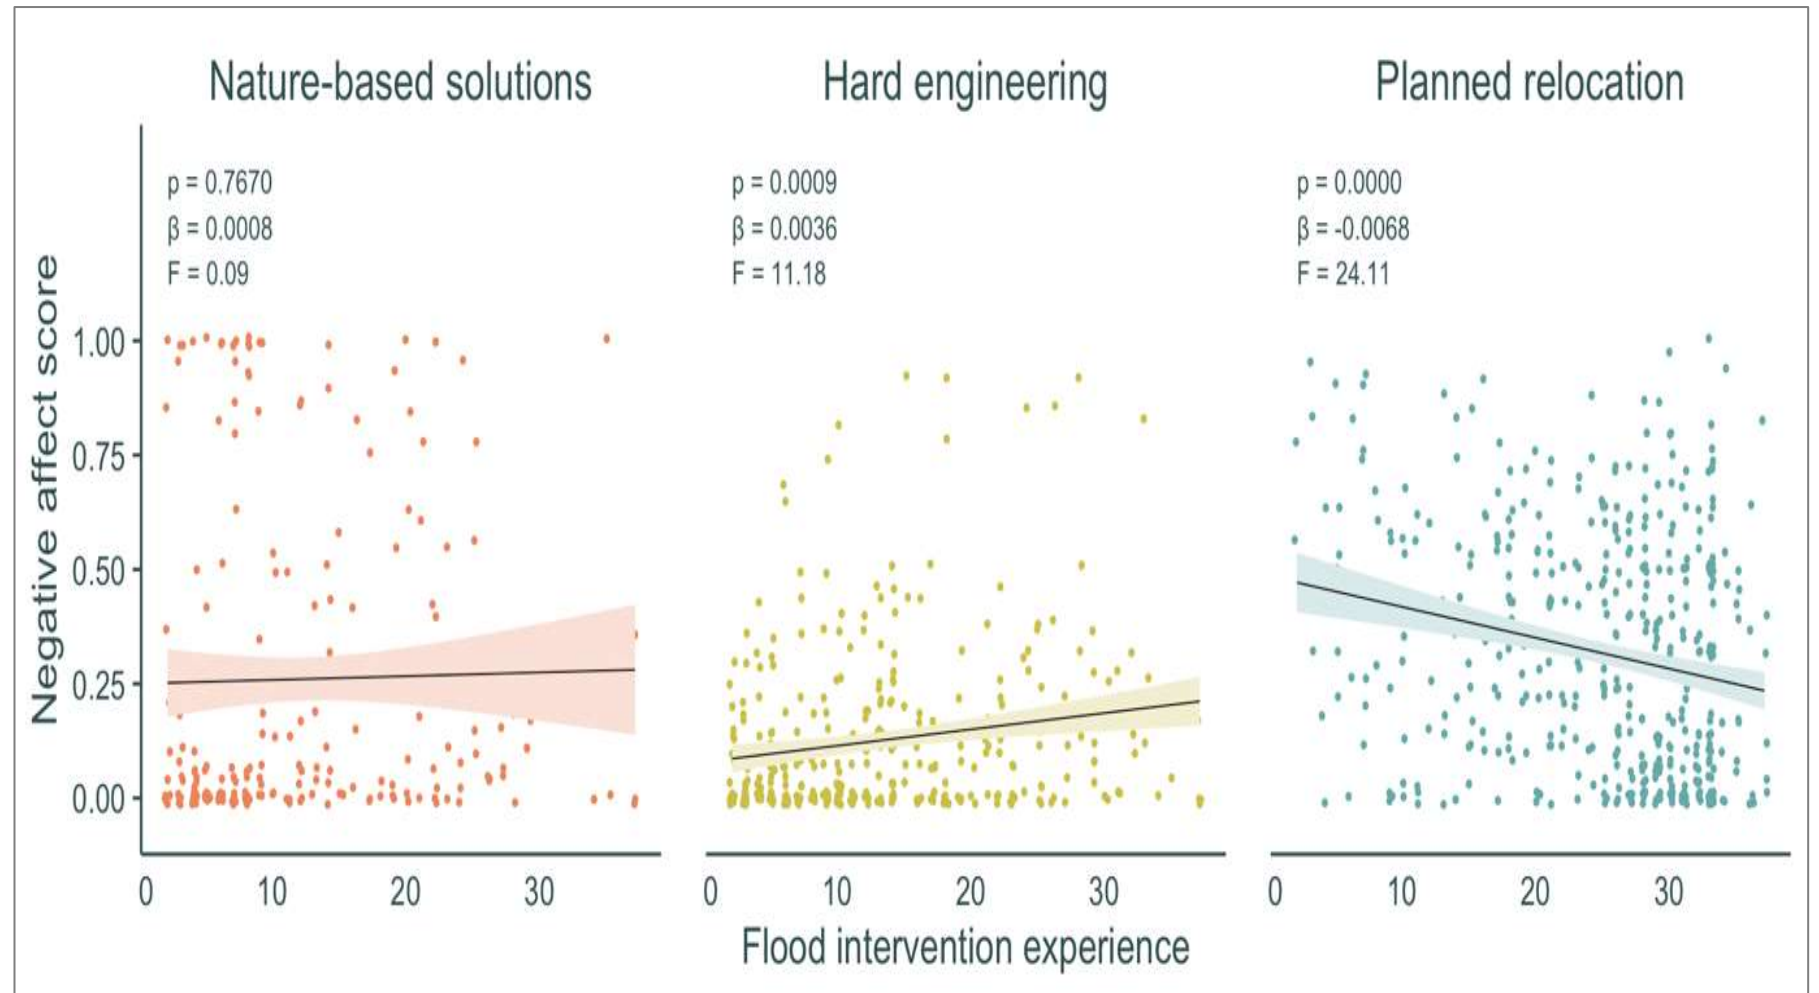 Nature-based solutions
Hard engineering
Planned relocation
p = 0.7670
β = 0.0008
F = 0.09
p = 0.0009
β = 0.0036
F = 11.18
p = 0.0000
β = -0.0068
F = 24.11
Negative affect score
1.00
0.75
0.50
0.25
0.00
0 10 20 30
0 10 20 30
0 10 20 30
Flood intervention experience